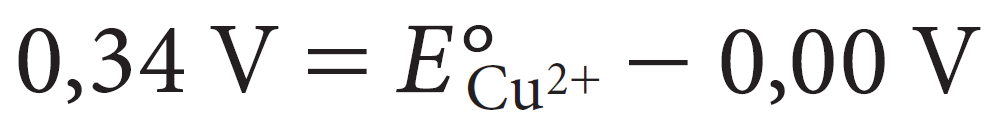 0,34 V = E°Cu²⁺ − 0,00 V